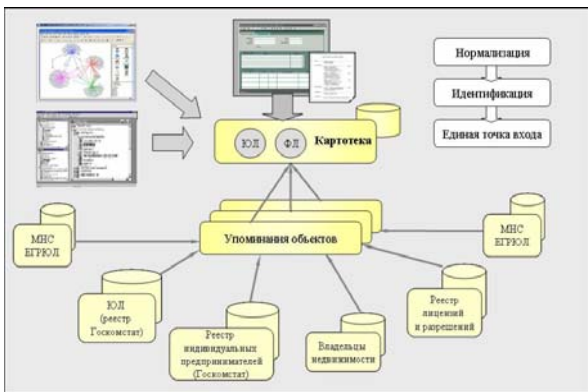 Нормализация
Идентификация
Единая точка входа
ЮЛ
ФЛ
Картотека
Упоминания объектов
МНС
ЕГРЮЛ
МНС
ЕГРЮЛ
ЮЛ
(реестр
Госкомстат)
Реестр
индивидуальных
предпринимателей
(Госкомстат)
Владельцы
недвижимости
Реестр
лицензий
и разрешений